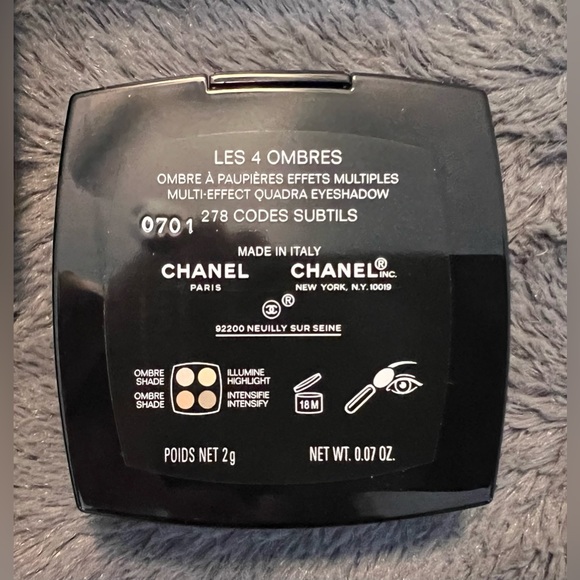 LES 4 OMBRES
OMBRE À PAUPIÈRES EFFETS MULTIPLES
MULTI-EFFECT QUADRA EYESHADOW
0701 278 CODES SUBTILS
MADE IN ITALY
CHANEL CHANEL® INC.
PARIS NEW YORK, N.Y. 10019
®
92200 NEUILLY SUR SEINE
OMBRE ILLUMINE
SHADE HIGHLIGHT
OMBRE INTENSIFIE
SHADE INTENSIFY
18M
POIDS NET 2g NET WT. 0.07 OZ.